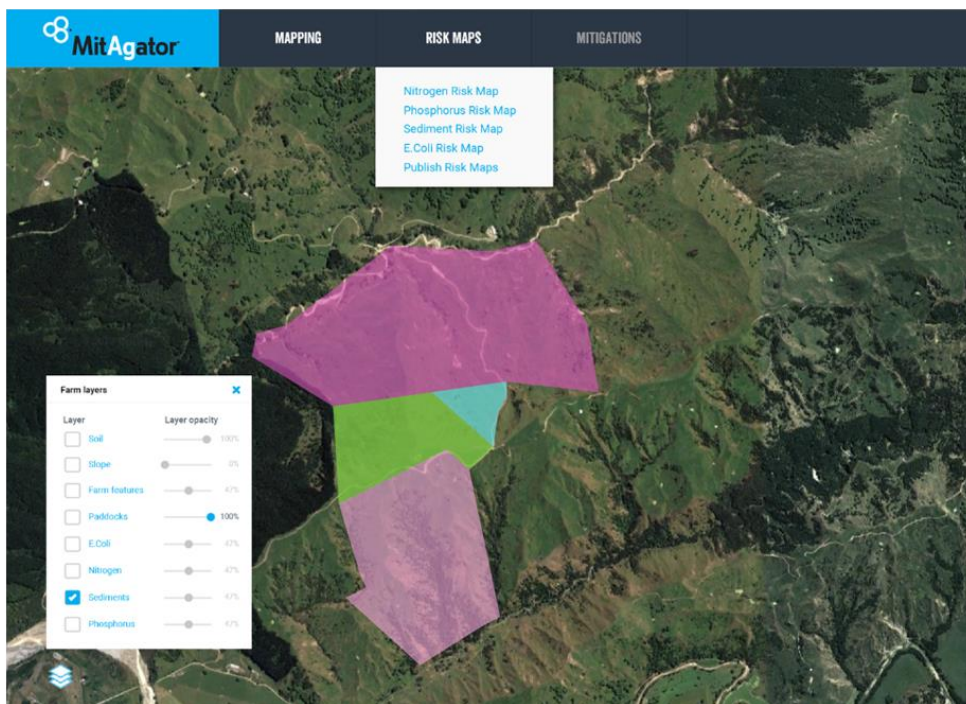 MitAgator
MAPPING
RISK MAPS
MITIGATIONS
Nitrogen Risk Map
Phosphorus Risk Map
Sediment Risk Map
E.Coli Risk Map
Publish Risk Maps
Farm layers
Layer Layer opacity
Soil 100%
Slope 0%
Farm features 47%
Paddocks 100%
E.Coli 47%
Nitrogen 47%
Sediments 47%
Phosphorus 47%